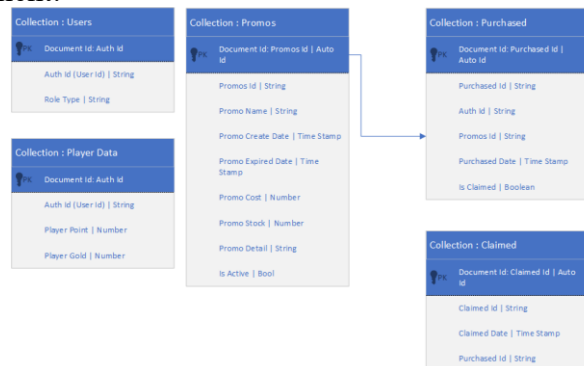 Collection : Users
PK Document Id: Auth Id
Auth Id (User Id) | String
Role Type | String
Collection : Player Data
PK Document Id: Auth Id
Auth Id (User Id) | String
Player Point | Number
Player Gold | Number
Collection : Promos
PK Document Id: Promos Id | Auto
Id
Promos Id | String
Promo Name | String
Promo Create Date | Time Stamp
Promo Expired Date | Time
Stamp
Promo Cost | Number
Promo Stock | Number
Promo Detail | String
Is Active | Bool
Collection : Purchased
PK Document Id: Purchased Id |
Auto Id
Purchased Id | String
Auth Id | String
Promos Id | String
Purchased Date | Time Stamp
Is Claimed | Boolean
Collection : Claimed
PK Document Id: Claimed Id | Auto
Id
Claimed Id | String
Claimed Date | Time Stamp
Purchased Id | String